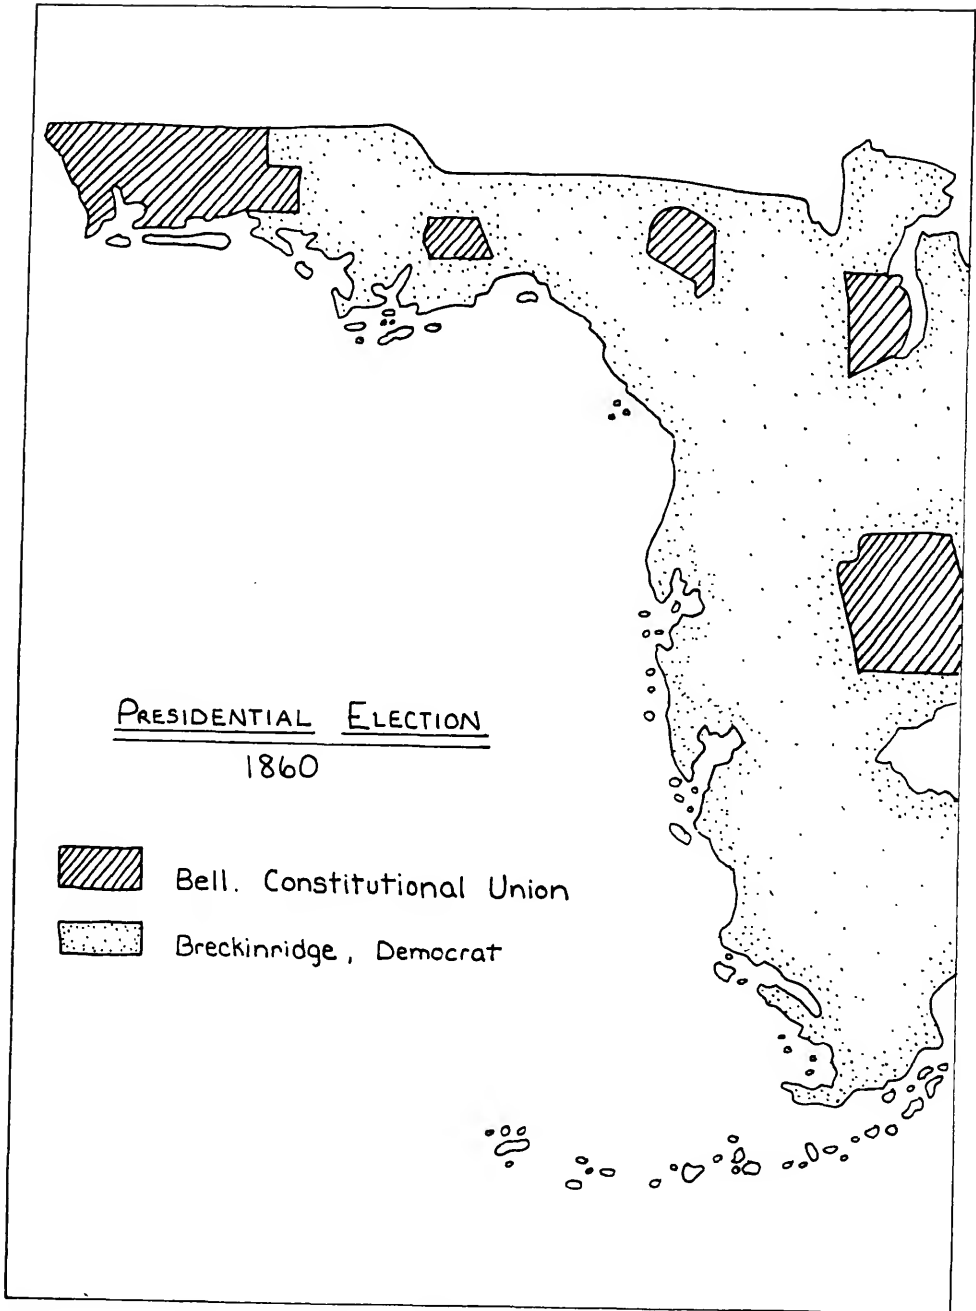 PRESIDENTIAL ELECTION
1860
Bell. Constitutional Union
Breckinridge, Democrat